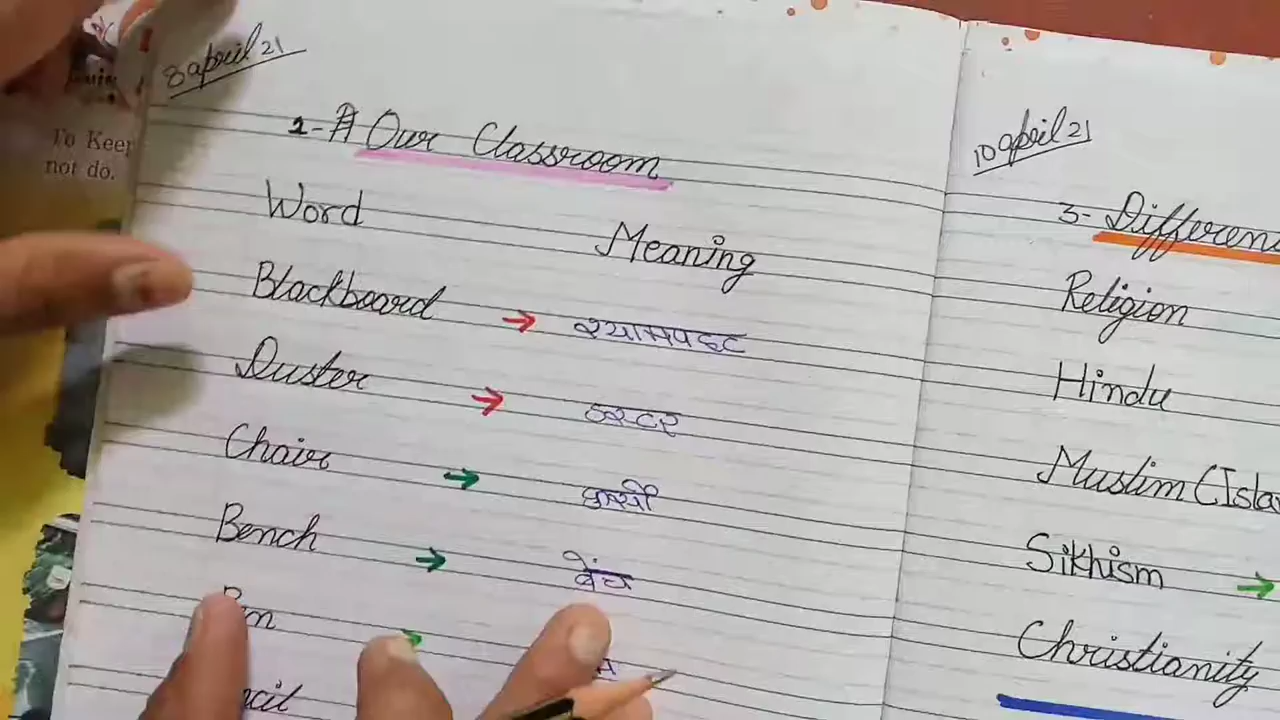 To Keep
not do.
8 april 21
2- Our Classroom
Word Meaning
Blackboard → श्यामपट्ट
Duster → डस्टर
Chair → कुर्सी
Bench → बेंच
→
10 april 21
3- Differen
Religion
Hindu
Muslim (Isla
Sikhism →
Christianity